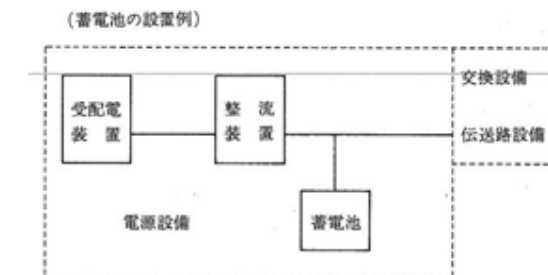 (蓄電池の設置例)
交換設備
受配電
装 置
整 流
装 置
伝送路設備
電源設備
蓄電池